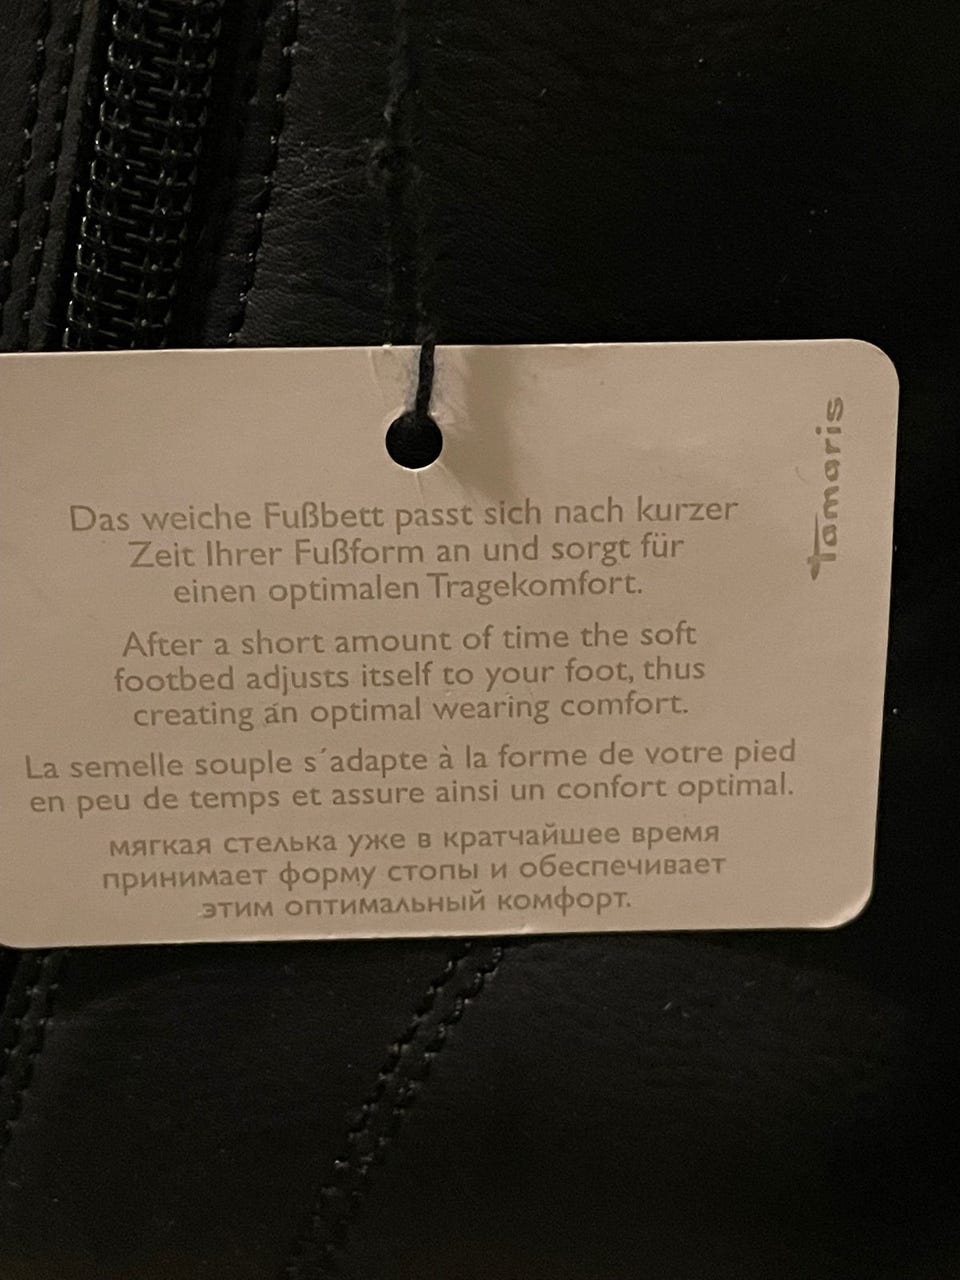 Tamaris
Das weiche Fußbett passt sich nach kurzer
Zeit Ihrer Fußform an und sorgt für
einen optimalen Tragekomfort.
After a short amount of time the soft
footbed adjusts itself to your foot, thus
creating an optimal wearing comfort.
La semelle souple s´adapte à la forme de votre pied
en peu de temps et assure ainsi un confort optimal.
мягкая стелька уже в кратчайшее время
принимает форму стопы и обеспечивает
этим оптимальный комфорт.